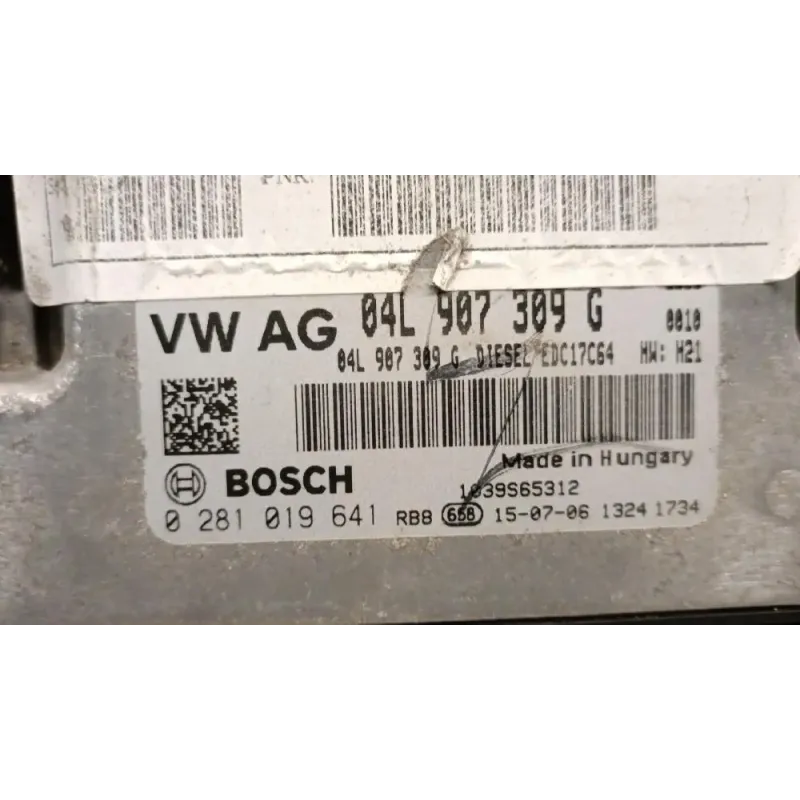 PNR.
VW AG 04L 907 309 G 0010
04L 907 309 G DIESEL EDC17C64 HW: H21
Made in Hungary
BOSCH 1039S65312
0 281 019 641 RB8 658 15-07-06 1324 1734